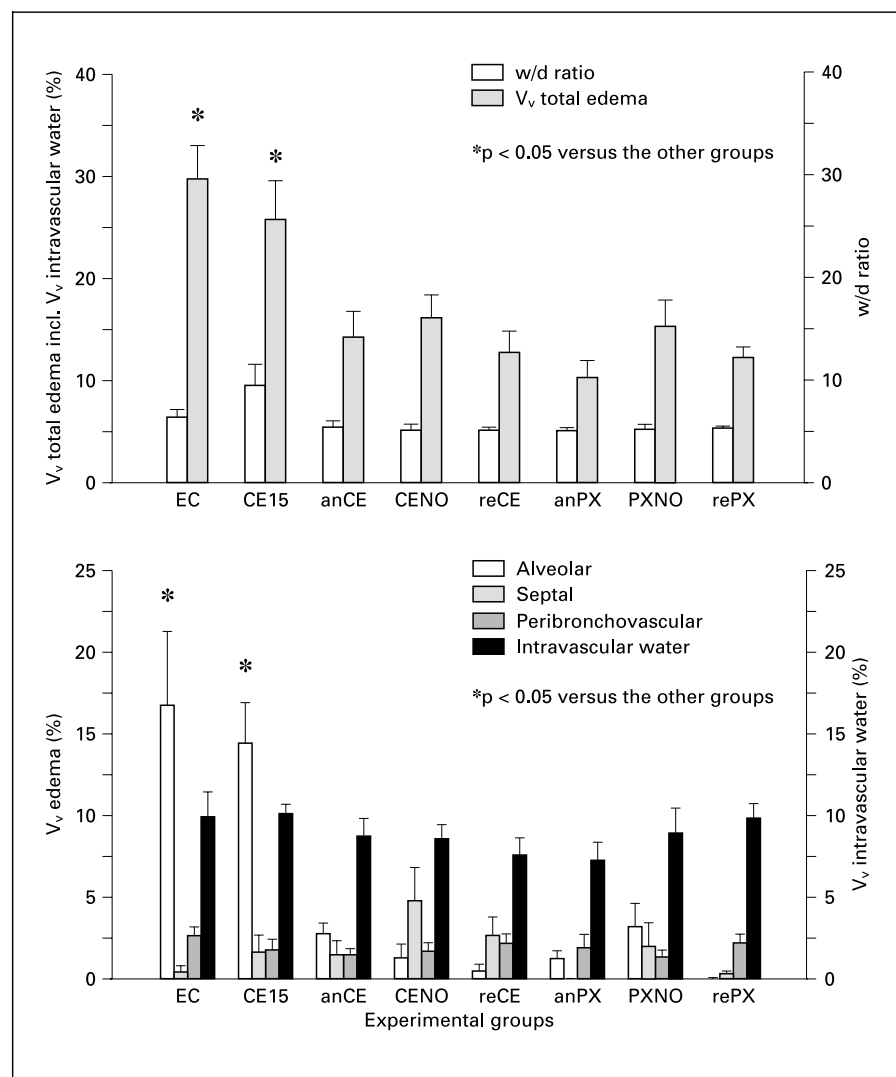 40
30
20
10
0
V_v total edema incl. V_v intravascular water (%)
w/d ratio
V_v total edema
*p < 0.05 versus the other groups
*
*
40
30
20
10
0
w/d ratio
EC CE15 anCE CENO reCE anPX PXNO rePX
25
20
15
10
5
0
V_v edema (%)
Alveolar
Septal
Peribronchovascular
Intravascular water
*p < 0.05 versus the other groups
*
*
25
20
15
10
5
0
V_v intravascular water (%)
EC CE15 anCE CENO reCE anPX PXNO rePX
Experimental groups